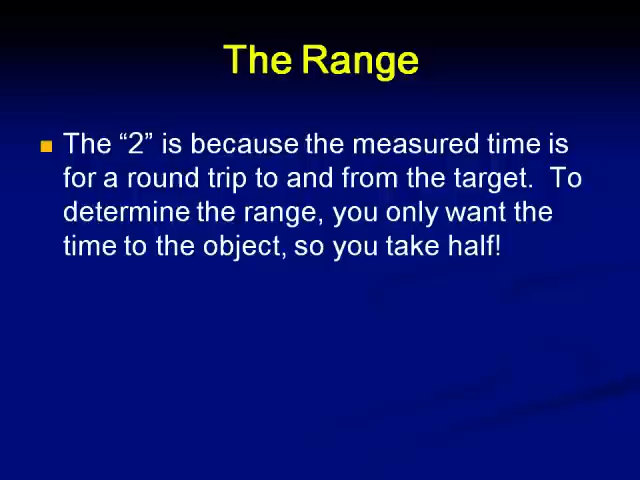 The Range
The “2” is because the measured time is
for a round trip to and from the target.  To
determine the range, you only want the
time to the object, so you take half!